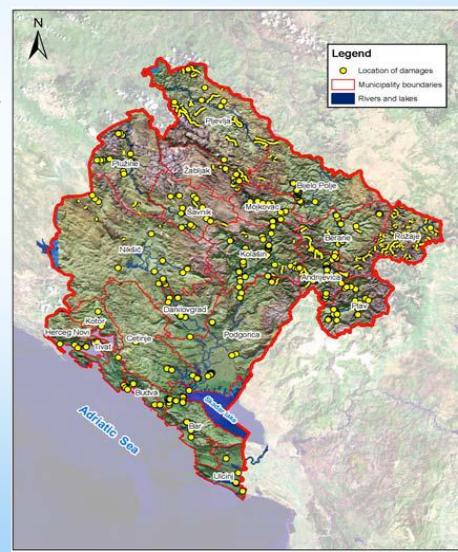 N
Legend
Location of damages
Municipality boundaries
Rivers and lakes
Pljevlja
Plužine
Žabljak
Bijelo Polje
Šavnik
Mojkovac
Berane
Rožaje
Nikšić
Kolašin
Andrijevica
Plav
Danilovgrad
Kotor
Podgorica
Herceg Novi
Cetinje
Tivat
Budva
Skadar lake
Adriatic Sea
Bar
Ulcinj